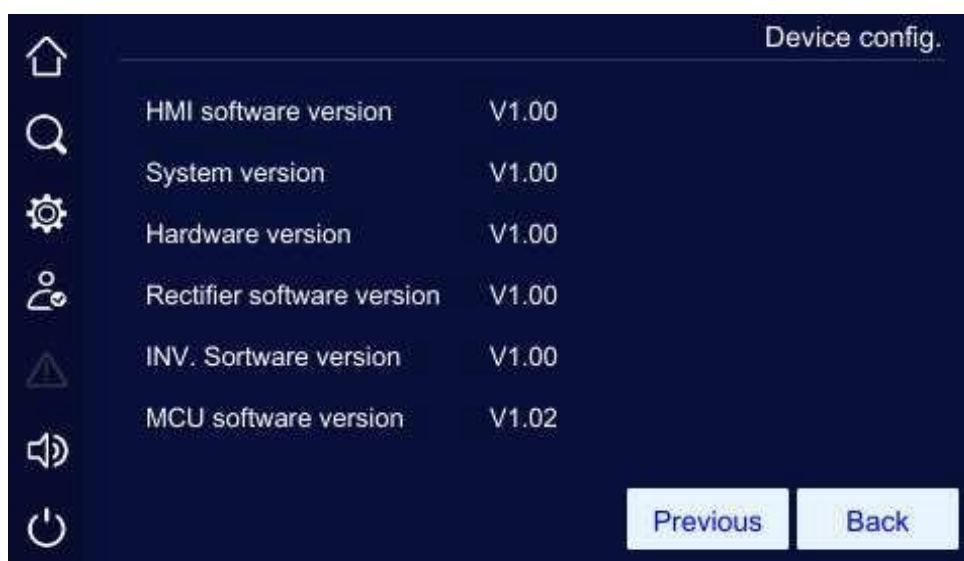 Device config.
HMI software version V1.00
System version V1.00
Hardware version V1.00
Rectifier software version V1.00
INV. Sortware version V1.00
MCU software version V1.02
Previous Back